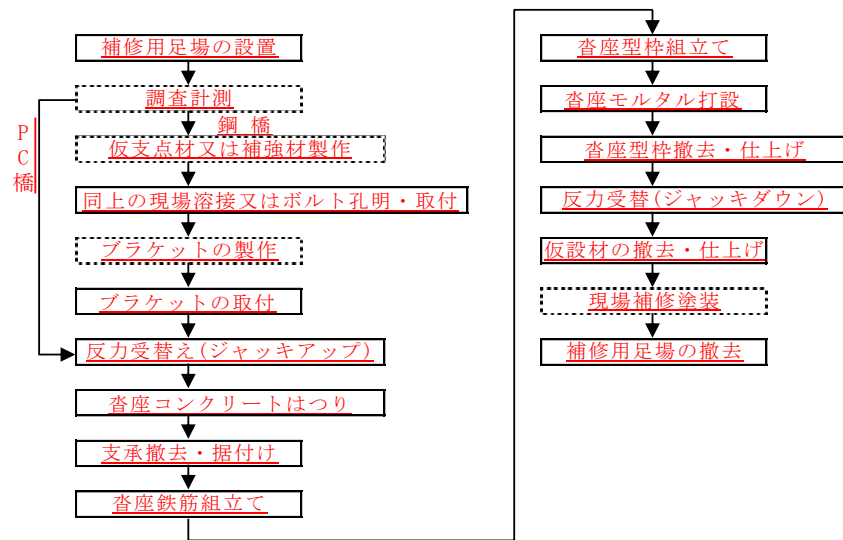 補修用足場の設置
調査計測
鋼 橋
PC橋
仮支点材又は補強材製作
同上の現場溶接又はボルト孔明・取付
ブラケットの製作
ブラケットの取付
反力受替え(ジャッキアップ)
沓座コンクリートはつり
支承撤去・据付け
沓座鉄筋組立て
沓座型枠組立て
沓座モルタル打設
沓座型枠撤去・仕上げ
反力受替(ジャッキダウン)
仮設材の撤去・仕上げ
現場補修塗装
補修用足場の撤去